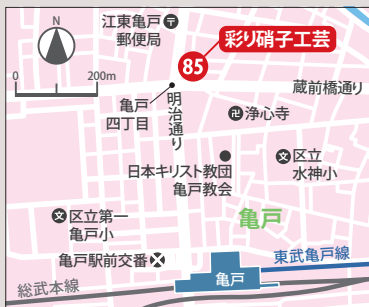 N
0
200m
江東亀戸
郵便局
〒
85
彩り硝子工芸
蔵前橋通り
亀戸
四丁目
明治通り
卍
浄心寺
日本キリスト教団
亀戸教会
文
区立
水神小
文
区立第一
亀戸小
亀戸
亀戸駅前交番
亀戸
東武亀戸線
総武本線